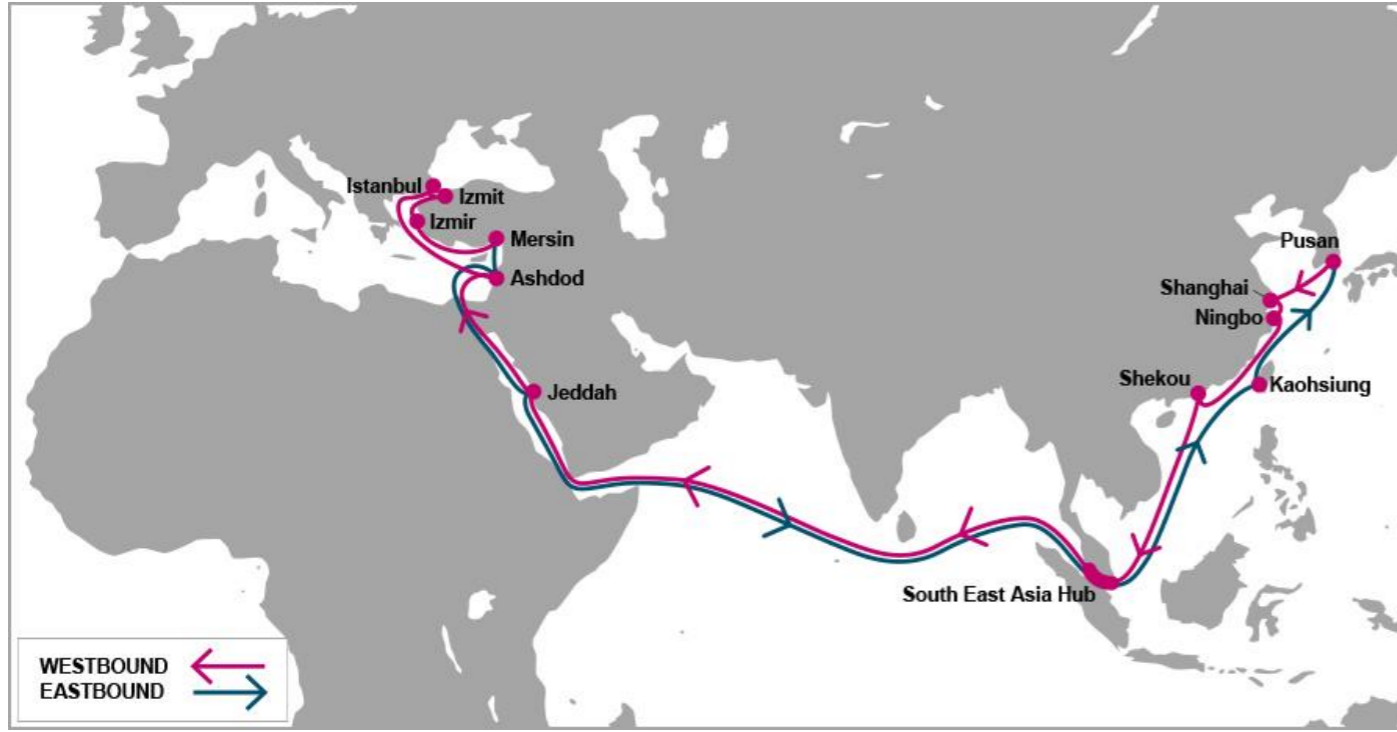 Istanbul
Izmit
Izmir
Mersin
Ashdod
Jeddah
Pusan
Shanghai
Ningbo
Shekou
Kaohsiung
South East Asia Hub
WESTBOUND
EASTBOUND